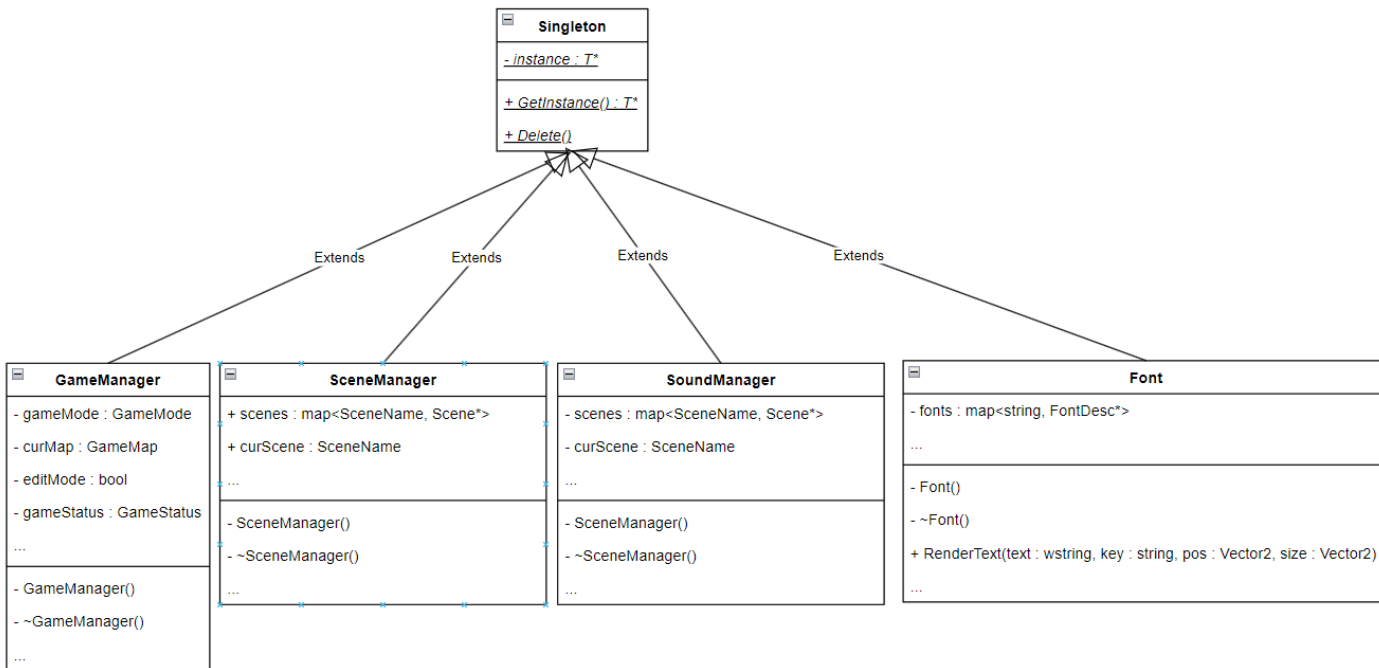 Singleton
- instance : T*
+ GetInstance() : T*
+ Delete()
Extends
Extends
Extends
Extends
GameManager
- gameMode : GameMode
- curMap : GameMap
- editMode : bool
- gameStatus : GameStatus
...
- GameManager()
- ~GameManager()
...
SceneManager
+ scenes : map<SceneName, Scene*>
+ curScene : SceneName
...
- SceneManager()
- ~SceneManager()
...
SoundManager
- scenes : map<SceneName, Scene*>
- curScene : SceneName
...
- SceneManager()
- ~SceneManager()
...
Font
- fonts : map<string, FontDesc*>
...
- Font()
- ~Font()
+ RenderText(text : wstring, key : string, pos : Vector2, size : Vector2)
...